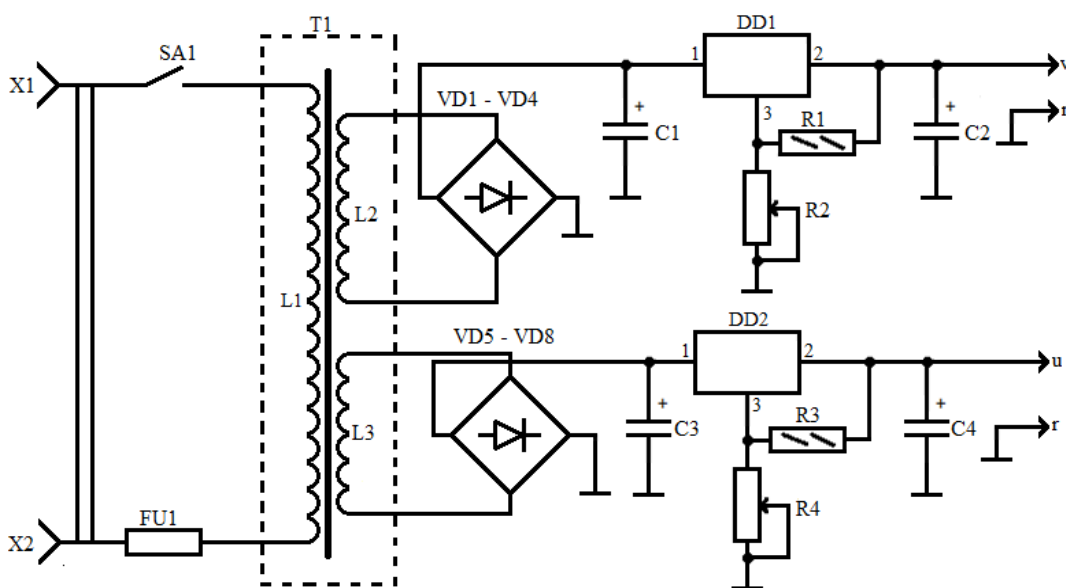 T1
DD1
SA1
X1
1
2
v
VD1 - VD4
+
+
3
R1
C1
C2
L2
R2
L1
DD2
VD5 - VD8
1
2
u
3
+
R3
+
L3
C3
C4
r
FU1
R4
X2